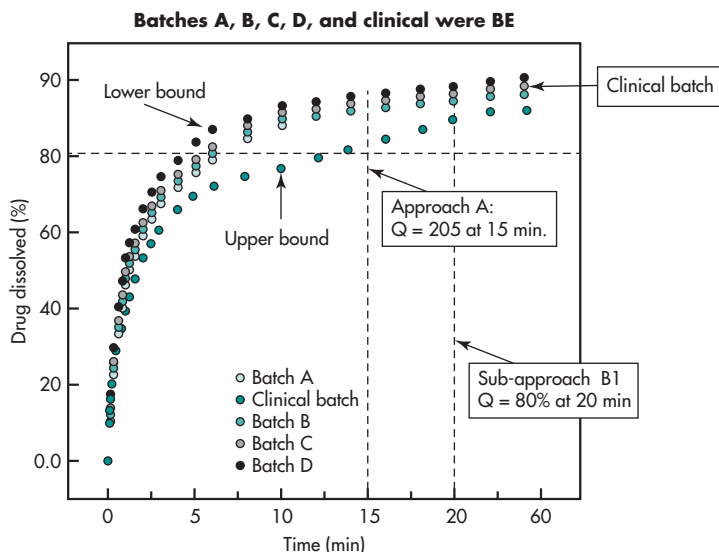 Batches A, B, C, D, and clinical were BE
Drug dissolved (%)
90
80
60
40
20
0.0
Lower bound
Upper bound
Clinical batch
Approach A:
Q = 205 at 15 min.
Sub-approach B1
Q = 80% at 20 min
Batch A
Clinical batch
Batch B
Batch C
Batch D
0
5
10
15
20
60
Time (min)